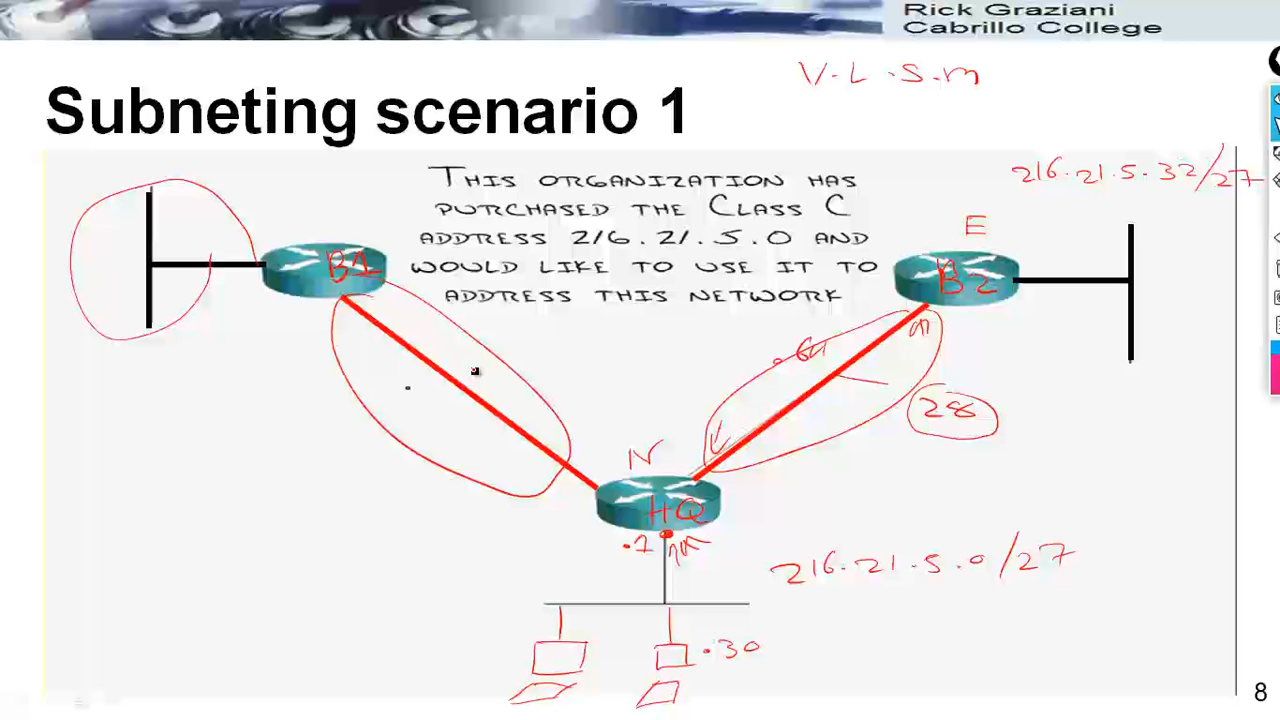 Rick Graziani
Cabrillo College
V.L.S.M
Subneting scenario 1
THIS ORGANIZATION HAS
PURCHASED THE CLASS C
ADDRESS 216.21.5.0 AND
WOULD LIKE TO USE IT TO
ADDRESS THIS NETWORK
216.21.5.32/27
E
B1
B2
.64
28
N
HQ
.1
216.21.5.0/27
.30
8